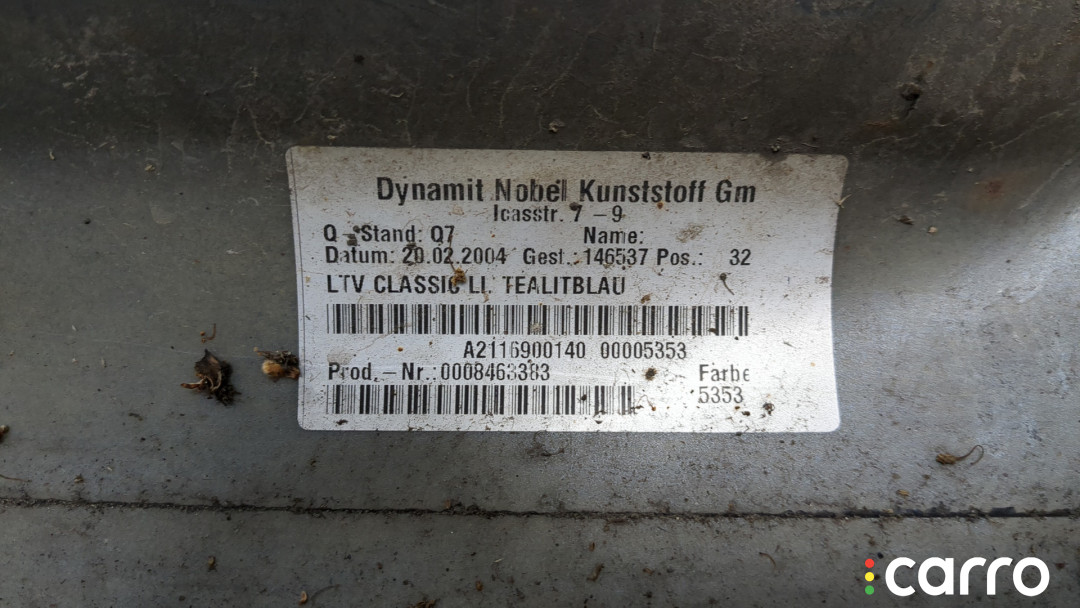 Dynamit Nobel Kunststoff Gm
Icasstr. 7 – 9
Q – Stand: Q7 Name:
Datum: 20.02.2004 Gest.: 146537 Pos.: 32
LTV CLASSIC LI. TEALITBLAU
A2116900140 00005353
Prod. – Nr.: 0008463383 Farbe
5353
carro